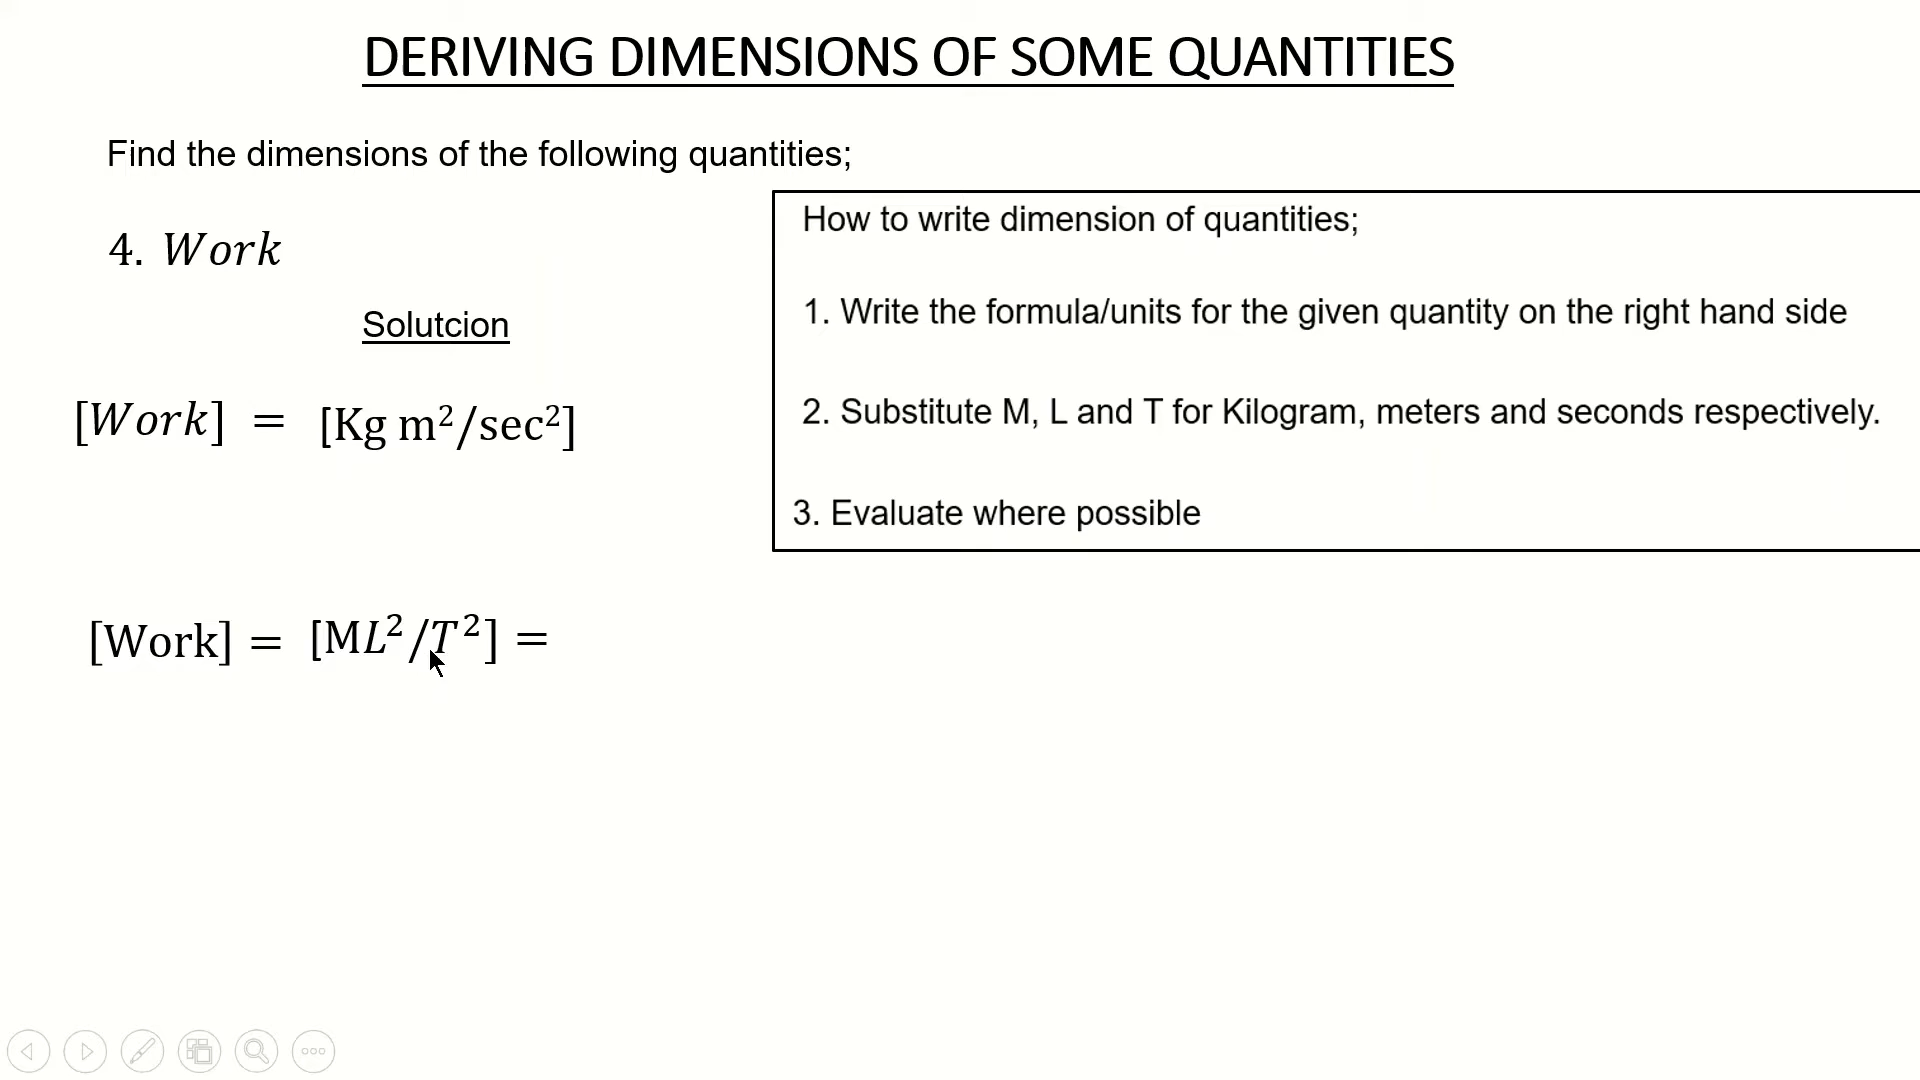 DERIVING DIMENSIONS OF SOME QUANTITIES
Find the dimensions of the following quantities;
4. Work
Solutcion
[Work] = [Kg m²/sec²]
[Work] = [ML²/T²] =
How to write dimension of quantities;
1. Write the formula/units for the given quantity on the right hand side
2. Substitute M, L and T for Kilogram, meters and seconds respectively.
3. Evaluate where possible